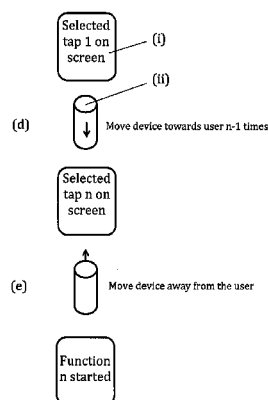 Selected
tap 1 on
screen
(i)
(ii)
(d)
Move device towards user n-1 times
Selected
tap n on
screen
(e)
Move device away from the user
Function
n started